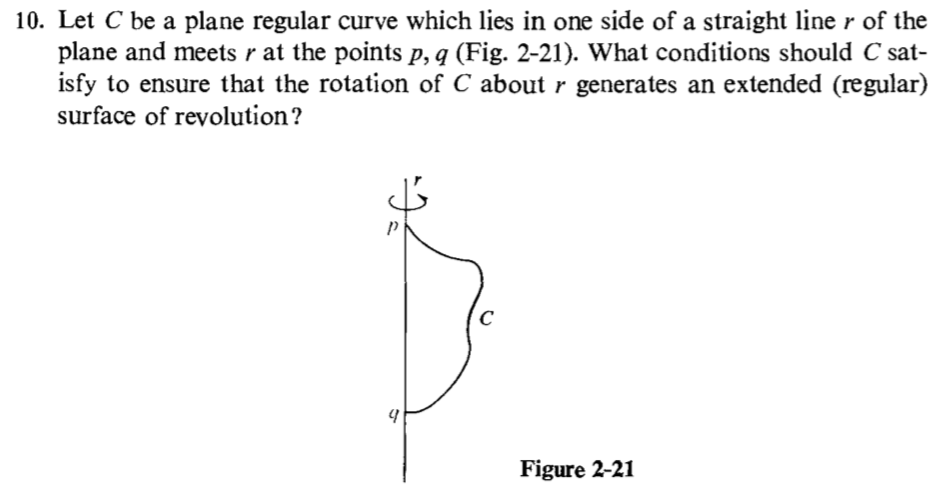 10. Let C be a plane regular curve which lies in one side of a straight line r of the
plane and meets r at the points p, q (Fig. 2-21). What conditions should C sat-
isfy to ensure that the rotation of C about r generates an extended (regular)
surface of revolution?
r
p
C
q
Figure 2-21